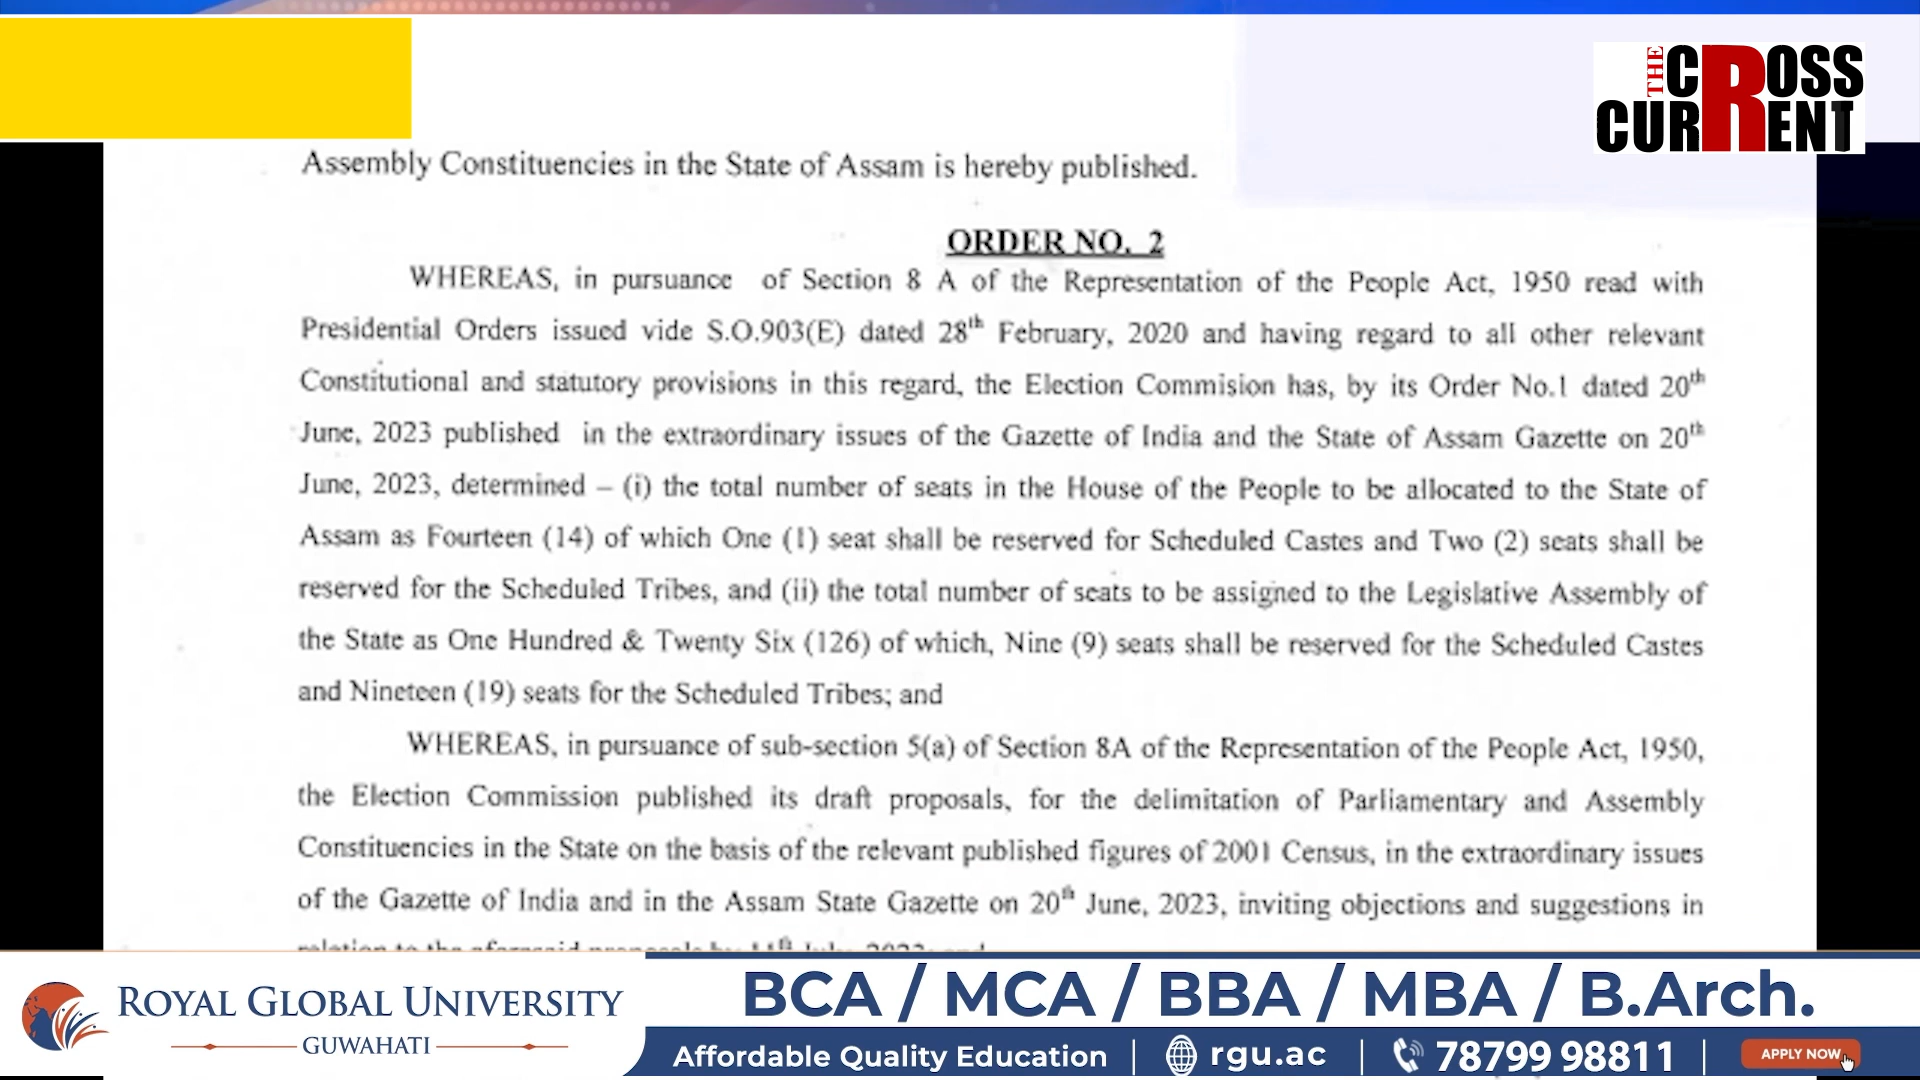 THE CROSS
CURRENT
Assembly Constituencies in the State of Assam is hereby published.
ORDER NO. 2
WHEREAS, in pursuance of Section 8 A of the Representation of the People Act, 1950 read with
Presidential Orders issued vide S.O.903(E) dated 28th February, 2020 and having regard to all other relevant
Constitutional and statutory provisions in this regard, the Election Commision has, by its Order No.1 dated 20th
June, 2023 published in the extraordinary issues of the Gazette of India and the State of Assam Gazette on 20th
June, 2023, determined – (i) the total number of seats in the House of the People to be allocated to the State of
Assam as Fourteen (14) of which One (1) seat shall be reserved for Scheduled Castes and Two (2) seats shall be
reserved for the Scheduled Tribes, and (ii) the total number of seats to be assigned to the Legislative Assembly of
the State as One Hundred & Twenty Six (126) of which, Nine (9) seats shall be reserved for the Scheduled Castes
and Nineteen (19) seats for the Scheduled Tribes; and
WHEREAS, in pursuance of sub-section 5(a) of Section 8A of the Representation of the People Act, 1950,
the Election Commission published its draft proposals, for the delimitation of Parliamentary and Assembly
Constituencies in the State on the basis of the relevant published figures of 2001 Census, in the extraordinary issues
of the Gazette of India and in the Assam State Gazette on 20th June, 2023, inviting objections and suggestions in
relation to the aforesaid proposals by 11th July, 2023; and
ROYAL GLOBAL UNIVERSITY
GUWAHATI
BCA / MCA / BBA / MBA / B.Arch.
Affordable Quality Education | rgu.ac | 78799 98811 | APPLY NOW